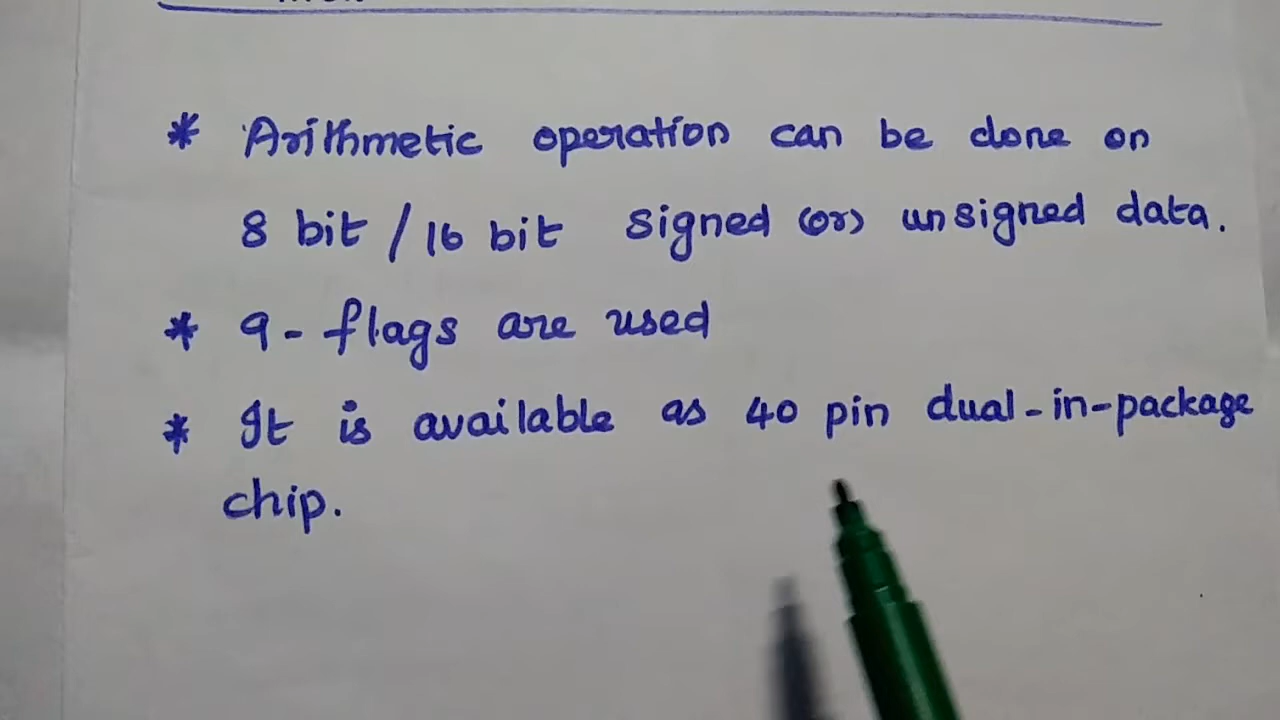 * Arithmetic operation can be done on
8 bit / 16 bit signed (or) unsigned data.
* 9 - flags are used
* It is available as 40 pin dual-in-package
chip.